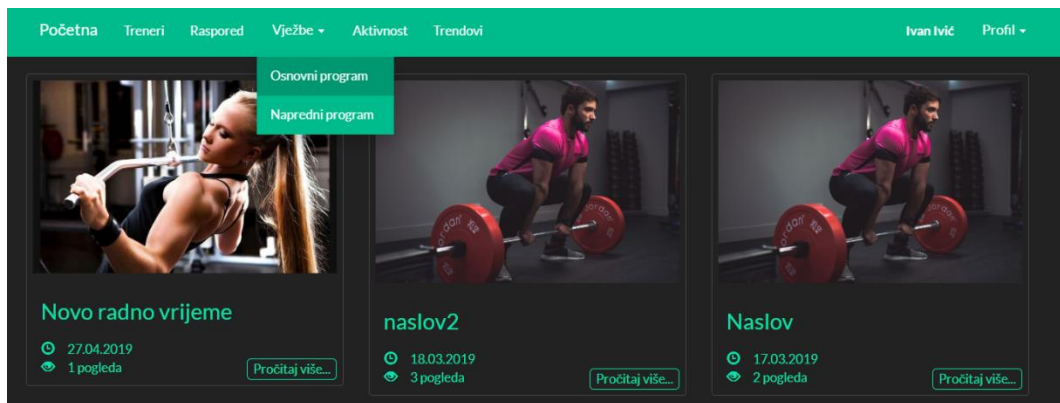 Početna Treneri Raspored Vježbe Aktivnost Trendovi Ivan Ivić Profil
Osnovni program
Napredni program
Novo radno vrijeme
27.04.2019
1 pogleda
Pročitaj više...
naslov2
18.03.2019
3 pogleda
Pročitaj više...
Naslov
17.03.2019
2 pogleda
Pročitaj više...